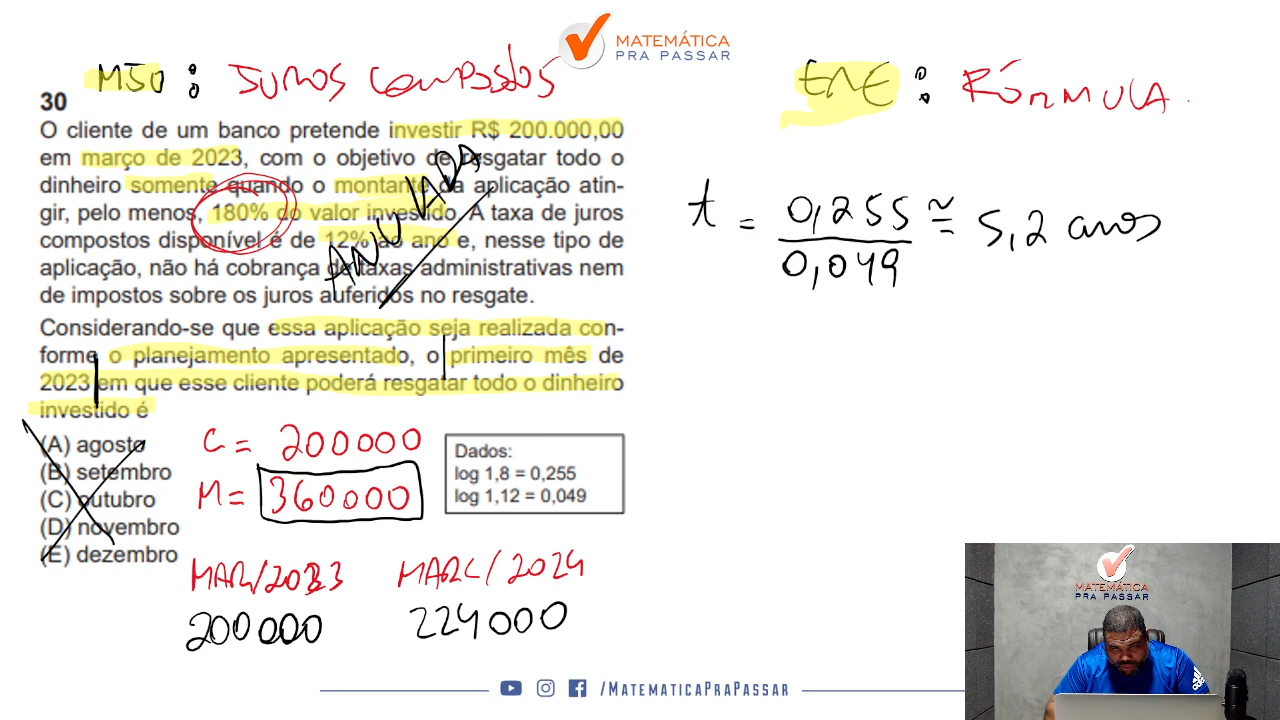 MATEMÁTICA
PRA PASSAR
MJO : JUROS COMPOSTOS
ENE : FÓRMULA.
30
O cliente de um banco pretende investir R$ 200.000,00
em março de 2023, com o objetivo de resgatar todo o
dinheiro somente quando o montante da aplicação atin-
gir, pelo menos, 180% do valor investido. A taxa de juros
compostos disponível é de 12% ao ano e, nesse tipo de
aplicação, não há cobrança de taxas administrativas nem
de impostos sobre os juros auferidos no resgate.
Considerando-se que essa aplicação seja realizada con-
forme o planejamento apresentado, o primeiro mês de
2023 em que esse cliente poderá resgatar todo o dinheiro
investido é
ANULADA
(A) agosto
(B) setembro
(C) outubro
(D) novembro
(E) dezembro
C = 200000
M = 360000
Dados:
log 1,8 = 0,255
log 1,12 = 0,049
MAR/2023 MARC/2024
200000 224000
t = 0,255 ≅ 5,2 anos
0,049
MATEMÁTICA
PRA PASSAR
adidas
/MATEMATICAPRAPASSAR